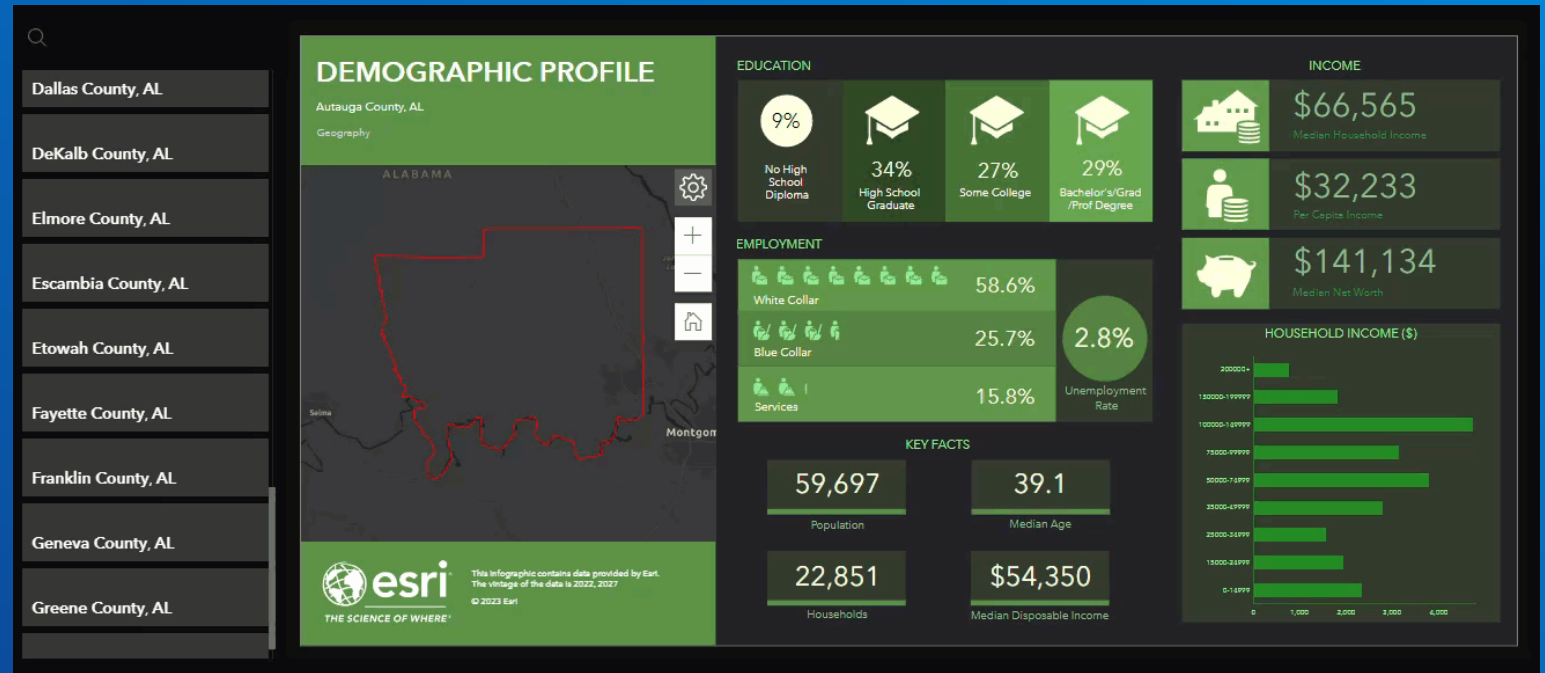 Dallas County, AL
DeKalb County, AL
Elmore County, AL
Escambia County, AL
Etowah County, AL
Fayette County, AL
Franklin County, AL
Geneva County, AL
Greene County, AL
DEMOGRAPHIC PROFILE
Autauga County, AL
Geography
ALABAMA
Selma
Montgom
esri
THE SCIENCE OF WHERE®
This infographic contains data provided by Esri.
The vintage of the data is 2022, 2027
© 2023 Esri
EDUCATION
9%
No High
School
Diploma
34%
High School
Graduate
27%
Some College
29%
Bachelor's/Grad
/Prof Degree
EMPLOYMENT
White Collar
58.6%
Blue Collar
25.7%
Services
15.8%
2.8%
Unemployment
Rate
KEY FACTS
59,697
Population
39.1
Median Age
22,851
Households
$54,350
Median Disposable Income
INCOME
$66,565
Median Household Income
$32,233
Per Capita Income
$141,134
Median Net Worth
HOUSEHOLD INCOME ($)
200000+
150000-199999
100000-149999
75000-99999
50000-74999
35000-49999
25000-34999
15000-24999
0-14999
0 1,000 2,000 3,000 4,000